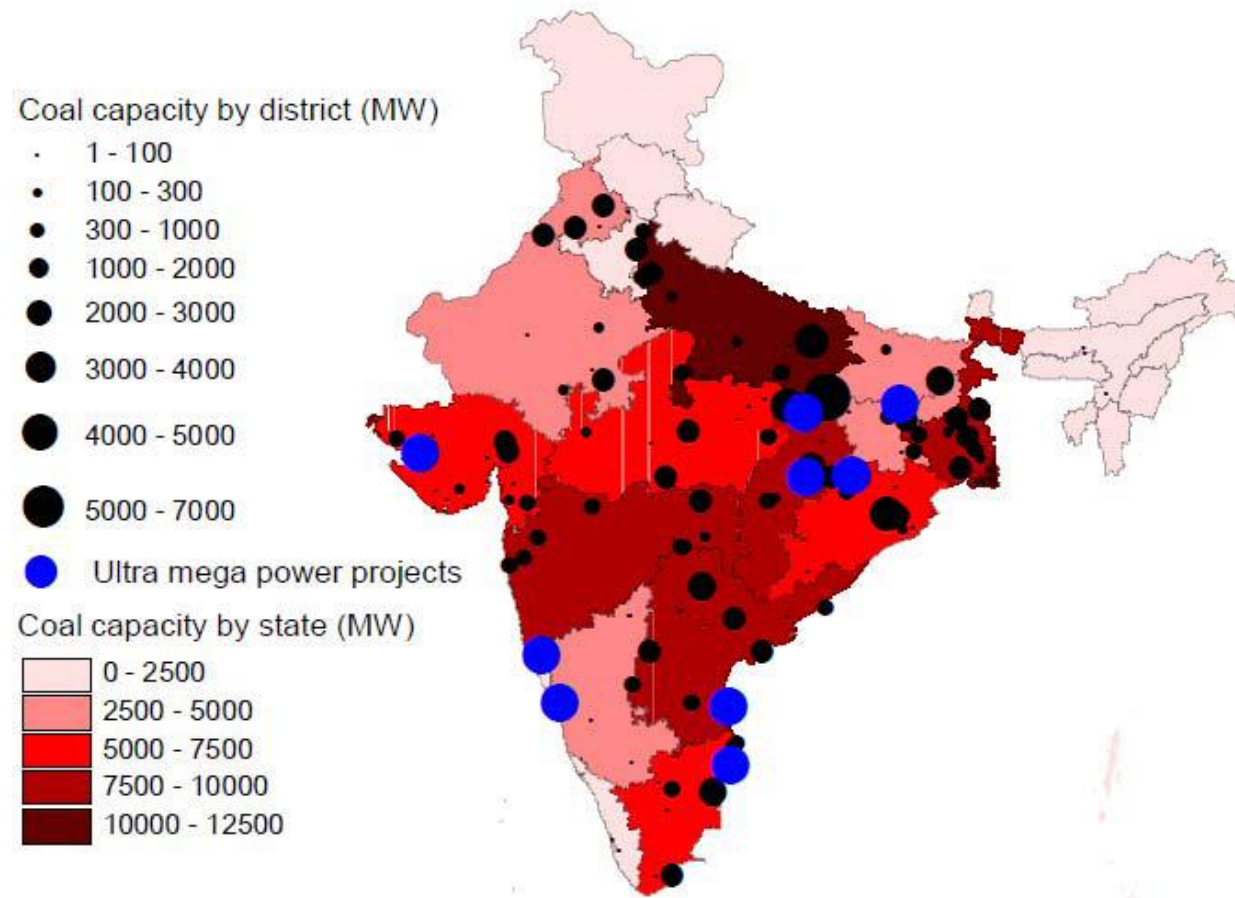 Coal capacity by district (MW)
1 - 100
100 - 300
300 - 1000
1000 - 2000
2000 - 3000
3000 - 4000
4000 - 5000
5000 - 7000
Ultra mega power projects
Coal capacity by state (MW)
0 - 2500
2500 - 5000
5000 - 7500
7500 - 10000
10000 - 12500